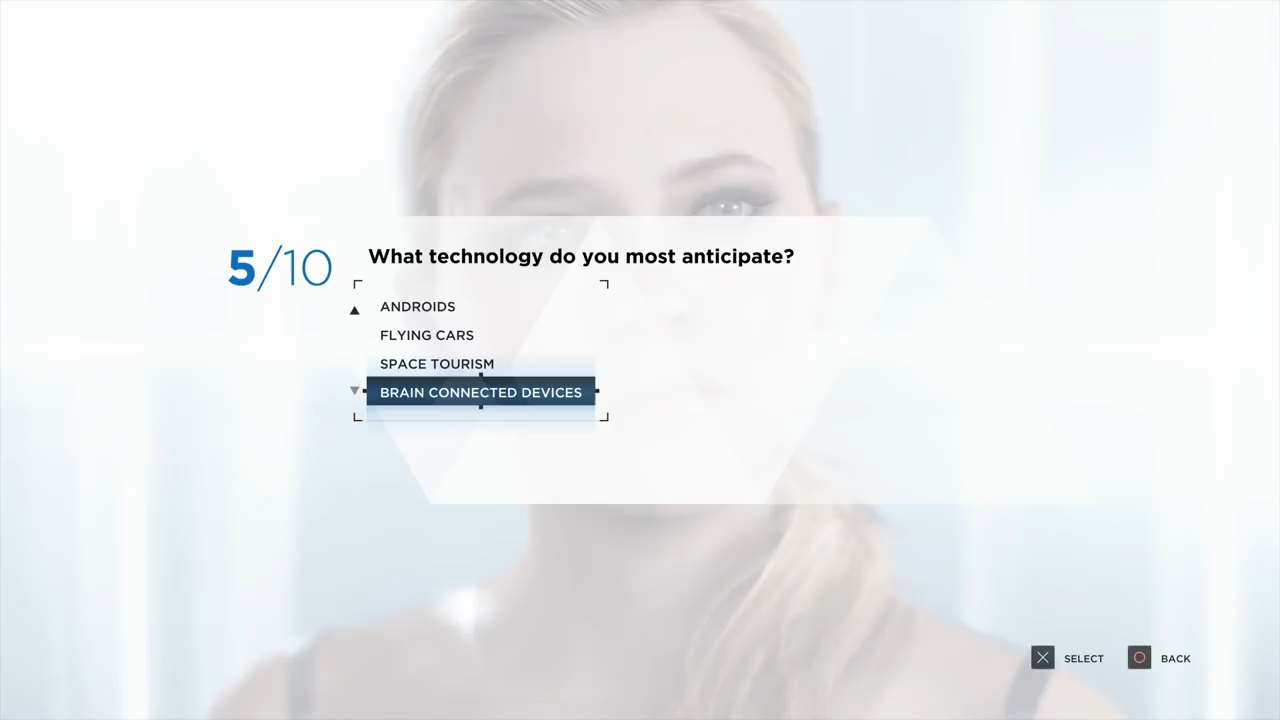 5/10
What technology do you most anticipate?
ANDROIDS
FLYING CARS
SPACE TOURISM
BRAIN CONNECTED DEVICES
SELECT
BACK